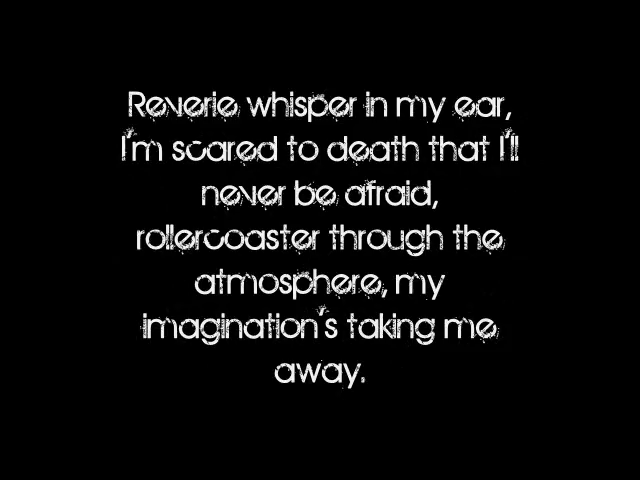 Reverie whisper in my ear,
I'm scared to death that I'll
never be afraid,
rollercoaster through the
atmosphere, my
imagination's taking me
away.